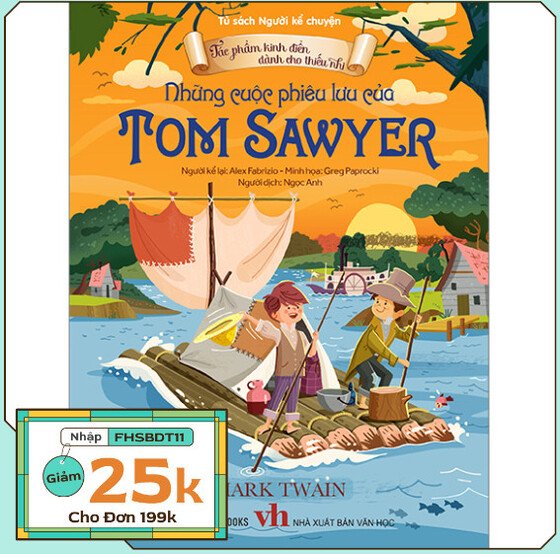 Tủ sách Người kể chuyện
Tác phẩm kinh điển
dành cho thiếu nhi
Những cuộc phiêu lưu của
TOM SAWYER
Người kể lại: Alex Fabrizio - Minh họa: Greg Paprocki
Người dịch: Ngọc Anh
Nhập FHSBDT11
Giảm 25k
Cho Đơn 199k
MARK TWAIN
BOOKS vh NHÀ XUẤT BẢN VĂN HỌC